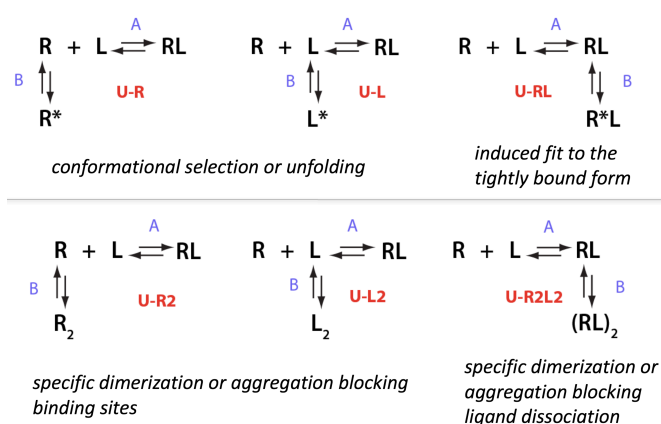 A A A
R + L RL R + L RL R + L RL
B B B
U-R U-L U-RL
R* L* R*L
conformational selection or unfolding
induced fit to the
tightly bound form
A A A
R + L RL R + L RL R + L RL
B B B
U-R2 U-L2 U-R2L2
R2 L2 (RL)2
specific dimerization or aggregation blocking
binding sites
specific dimerization or
aggregation blocking
ligand dissociation